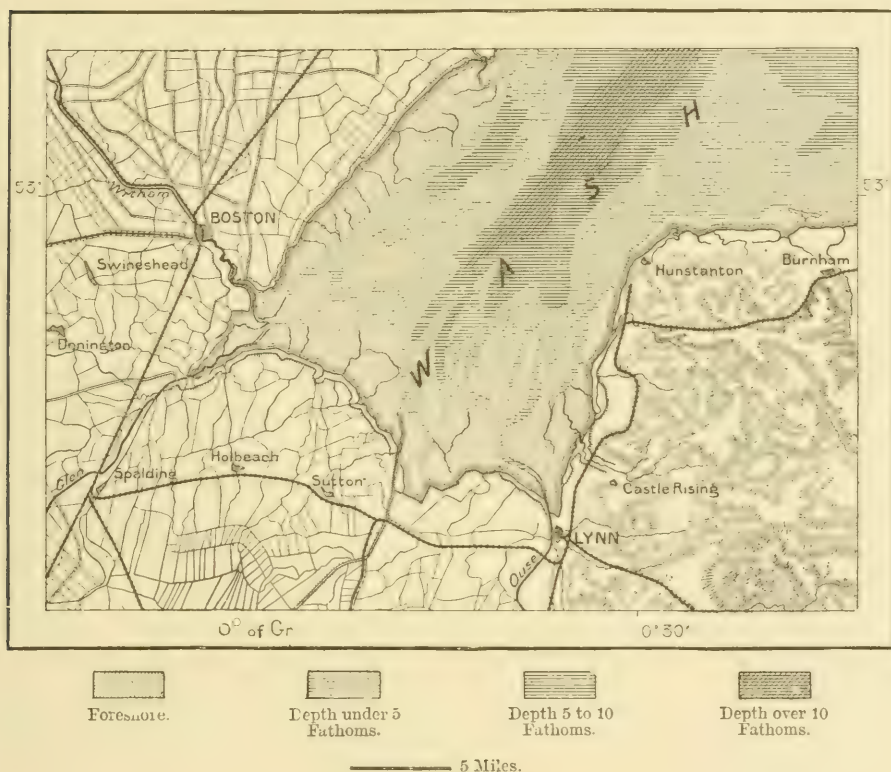 H
53°
53°
Witham
S
BOSTON
Swineshead
Hunstanton
Burnham
A
Donington
W
Glen
Spalding
Holbeach
Sutton
Castle Rising
LYNN
Ouse
0° of Gr
0°30'
Foreshore.
Depth under 5
Fathoms.
Depth 5 to 10
Fathoms.
Depth over 10
Fathoms.
5 Miles.